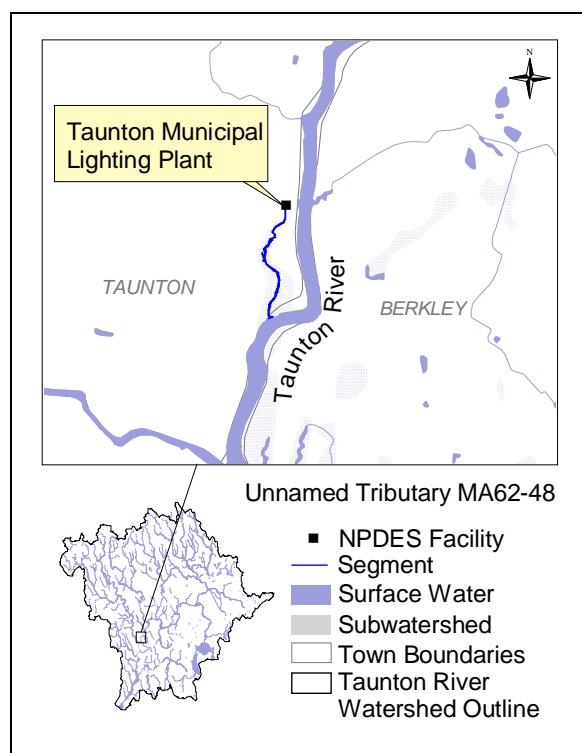 N
Taunton Municipal
Lighting Plant
TAUNTON
Taunton River
BERKLEY
Unnamed Tributary MA62-48
NPDES Facility
Segment
Surface Water
Subwatershed
Town Boundaries
Taunton River
Watershed Outline